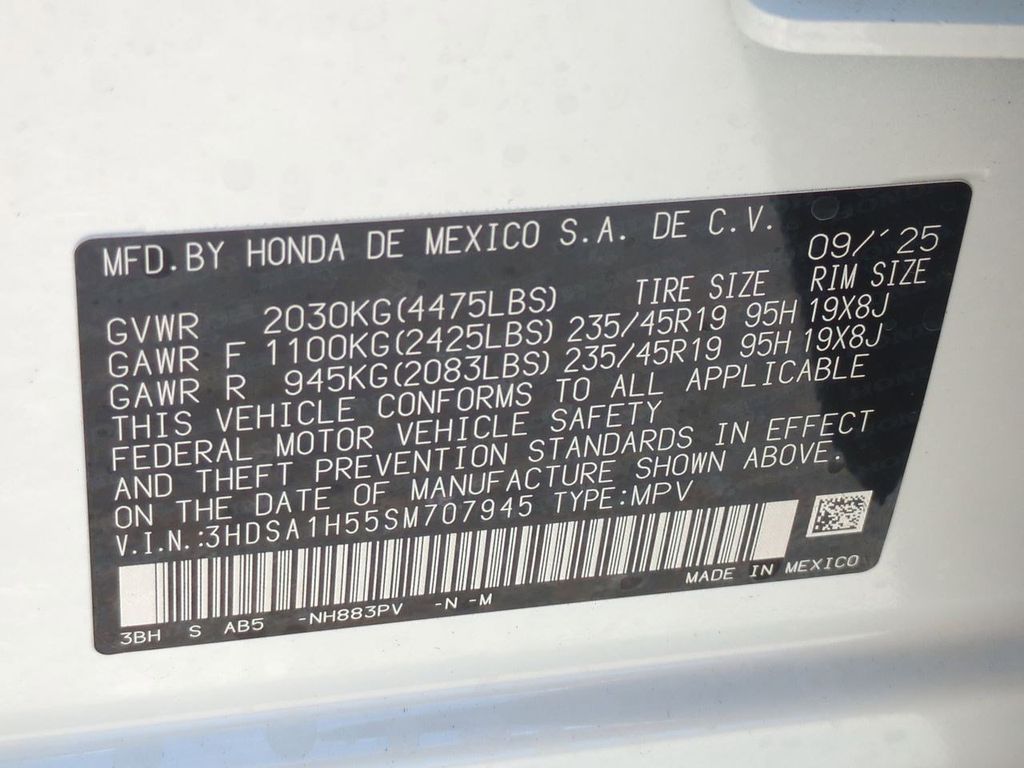 MFD.BY HONDA DE MEXICO S.A. DE C.V. 09/´25
TIRE SIZE RIM SIZE
GVWR 2030KG(4475LBS)
GAWR F 1100KG(2425LBS) 235/45R19 95H 19X8J
GAWR R 945KG(2083LBS) 235/45R19 95H 19X8J
THIS VEHICLE CONFORMS TO ALL APPLICABLE
FEDERAL MOTOR VEHICLE SAFETY
AND THEFT PREVENTION STANDARDS IN EFFECT
ON THE DATE OF MANUFACTURE SHOWN ABOVE.
V.I.N.:3HDSA1H55SM707945 TYPE:MPV
MADE IN MEXICO
3BH S AB5 -NH883PV -N -M